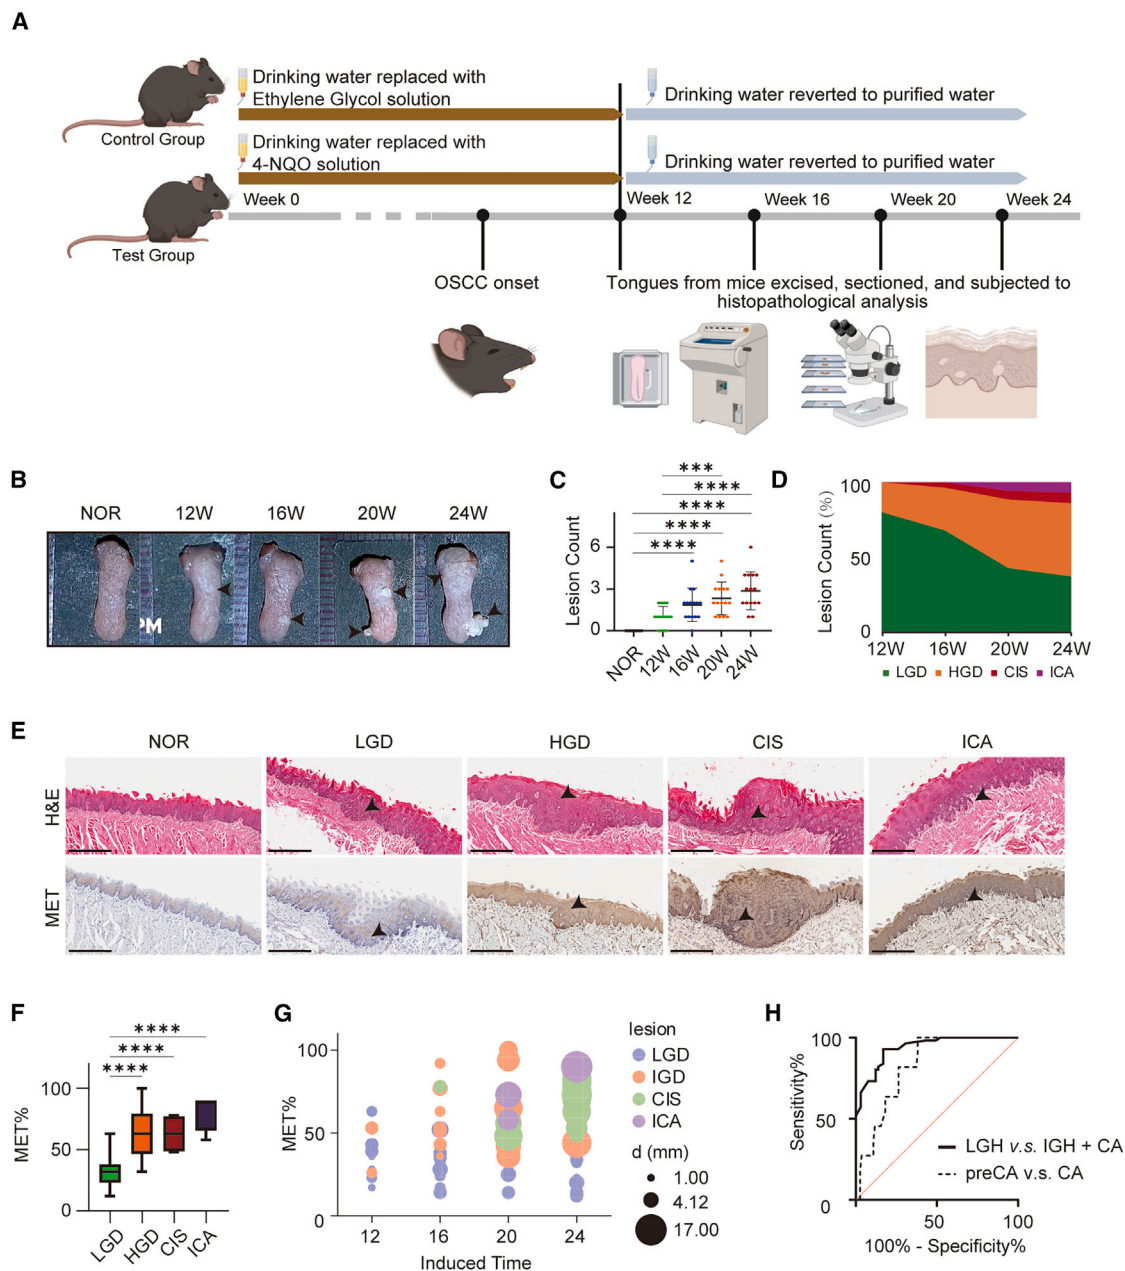 A
Drinking water replaced with
Ethylene Glycol solution
Drinking water reverted to purified water
Control Group
Drinking water replaced with
4-NQO solution
Drinking water reverted to purified water
Week 0
Week 12
Week 16
Week 20
Week 24
Test Group
OSCC onset
Tongues from mice excised, sectioned, and subjected to
histopathological analysis
B
NOR 12W 16W 20W 24W
PM
C
***
****
****
****
****
Lesion Count
6
3
0
NOR 12W 16W 20W 24W
D
Lesion Count (%)
100
50
0
12W 16W 20W 24W
LGD HGD CIS ICA
E
NOR LGD HGD CIS ICA
H&E
MET
F
****
****
****
MET%
100
50
0
LGD HGD CIS ICA
G
MET%
100
50
0
12 16 20 24
Induced Time
lesion
LGD
IGD
CIS
ICA
d (mm)
1.00
4.12
17.00
H
Sensitivity%
100
50
0
LGH v.s. IGH + CA
preCA v.s. CA
50 100
100% - Specificity%